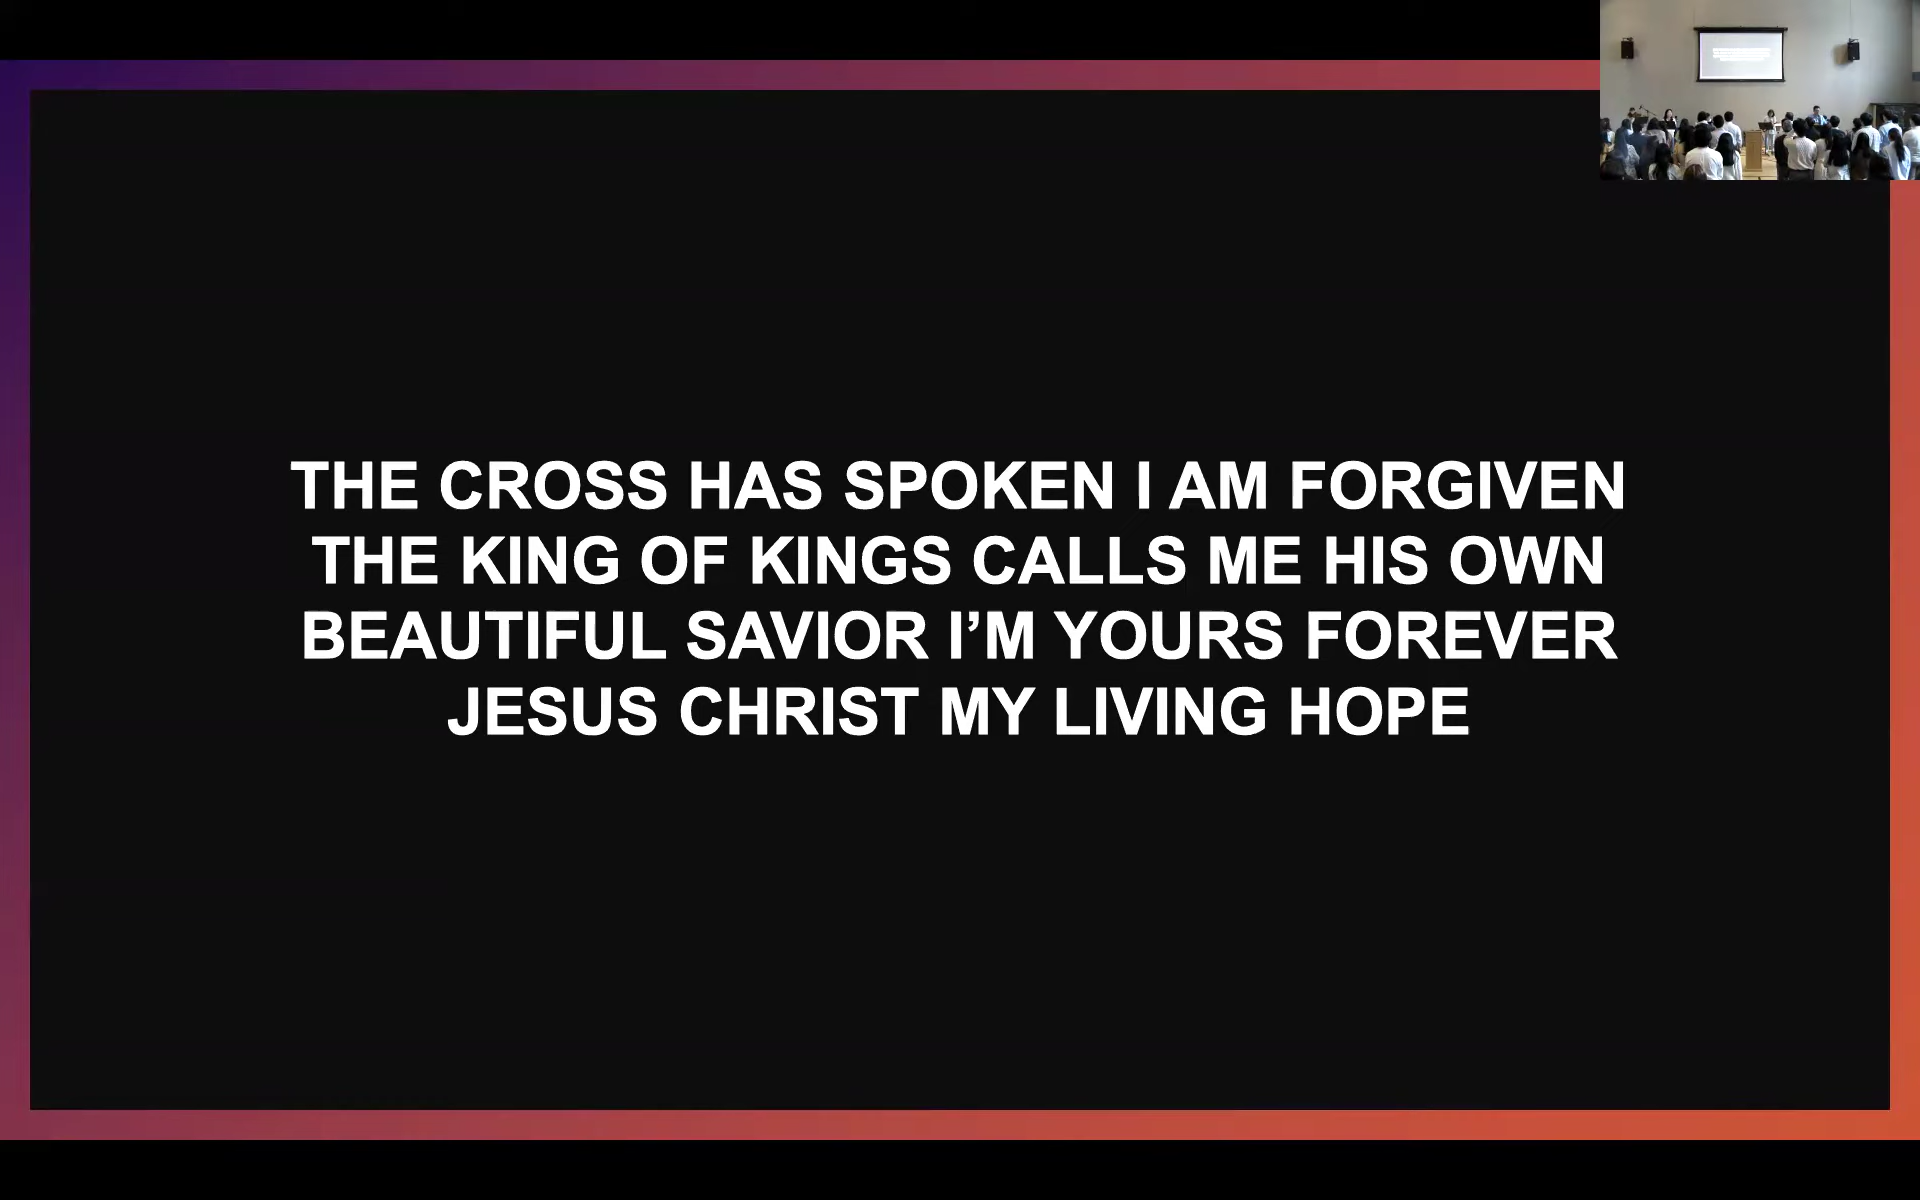 THE CROSS HAS SPOKEN I AM FORGIVEN
THE KING OF KINGS CALLS ME HIS OWN
BEAUTIFUL SAVIOR I’M YOURS FOREVER
JESUS CHRIST MY LIVING HOPE